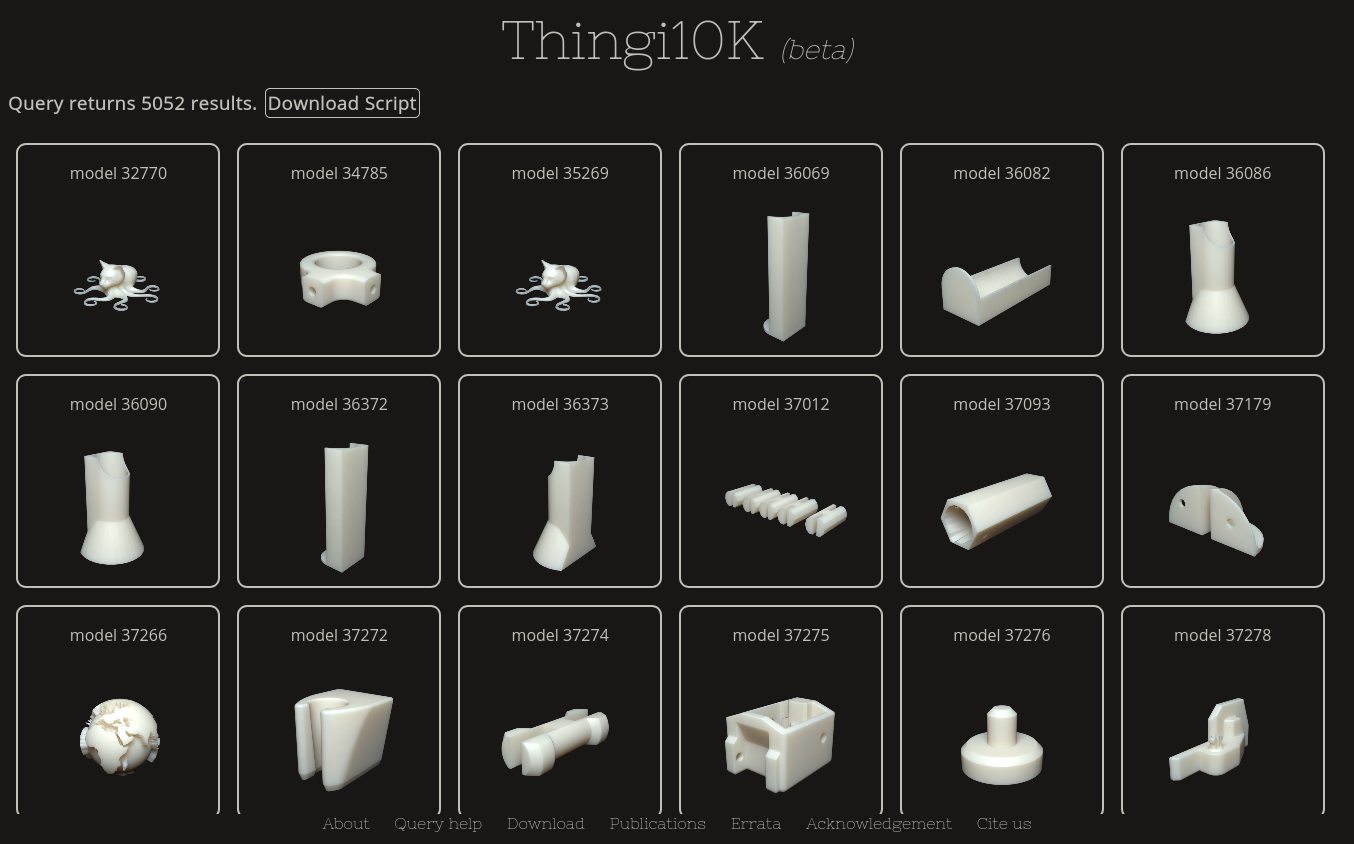 Thingi10K (beta)
Query returns 5052 results. Download Script
model 32770 model 34785 model 35269 model 36069 model 36082 model 36086
model 36090 model 36372 model 36373 model 37012 model 37093 model 37179
model 37266 model 37272 model 37274 model 37275 model 37276 model 37278
About Query help Download Publications Errata Acknowledgement Cite us